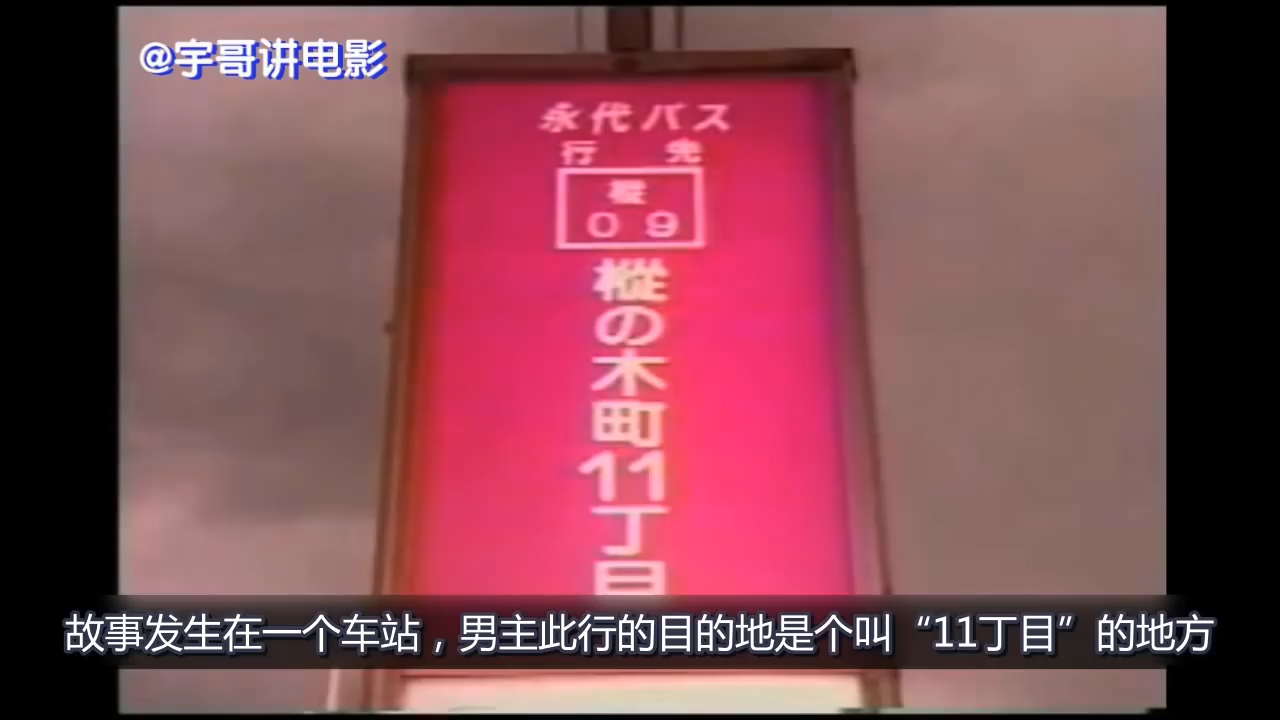 @宇哥讲电影
永代バス
行先
樅
09
樅の木町11丁目
故事发生在一个车站，男主此行的目的地是个叫“11丁目”的地方